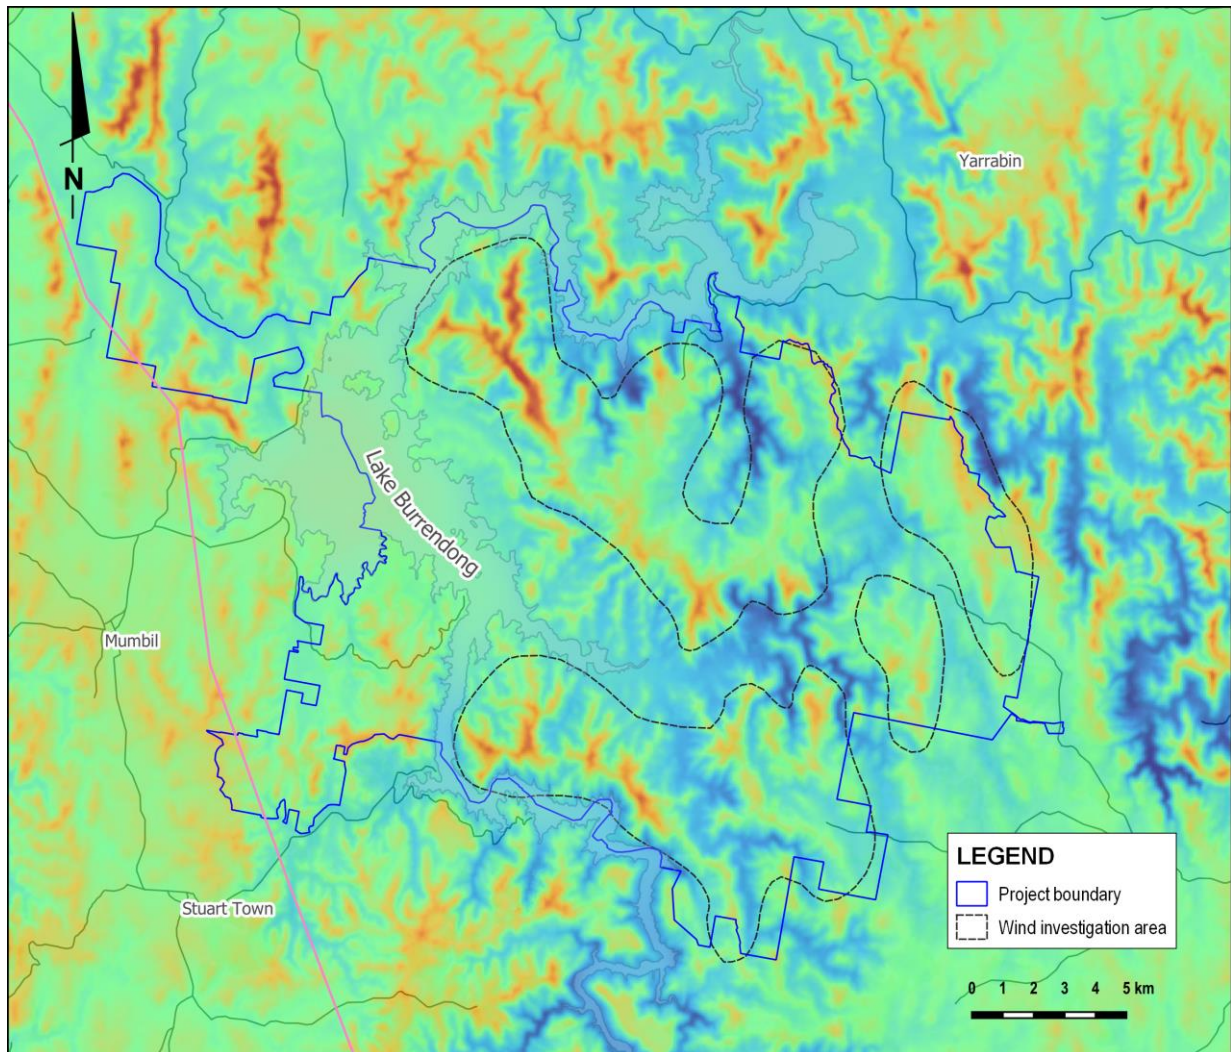 N
Yarrabin
Lake Burrendong
Mumbil
Stuart Town
LEGEND
Project boundary
Wind investigation area
0 1 2 3 4 5 km